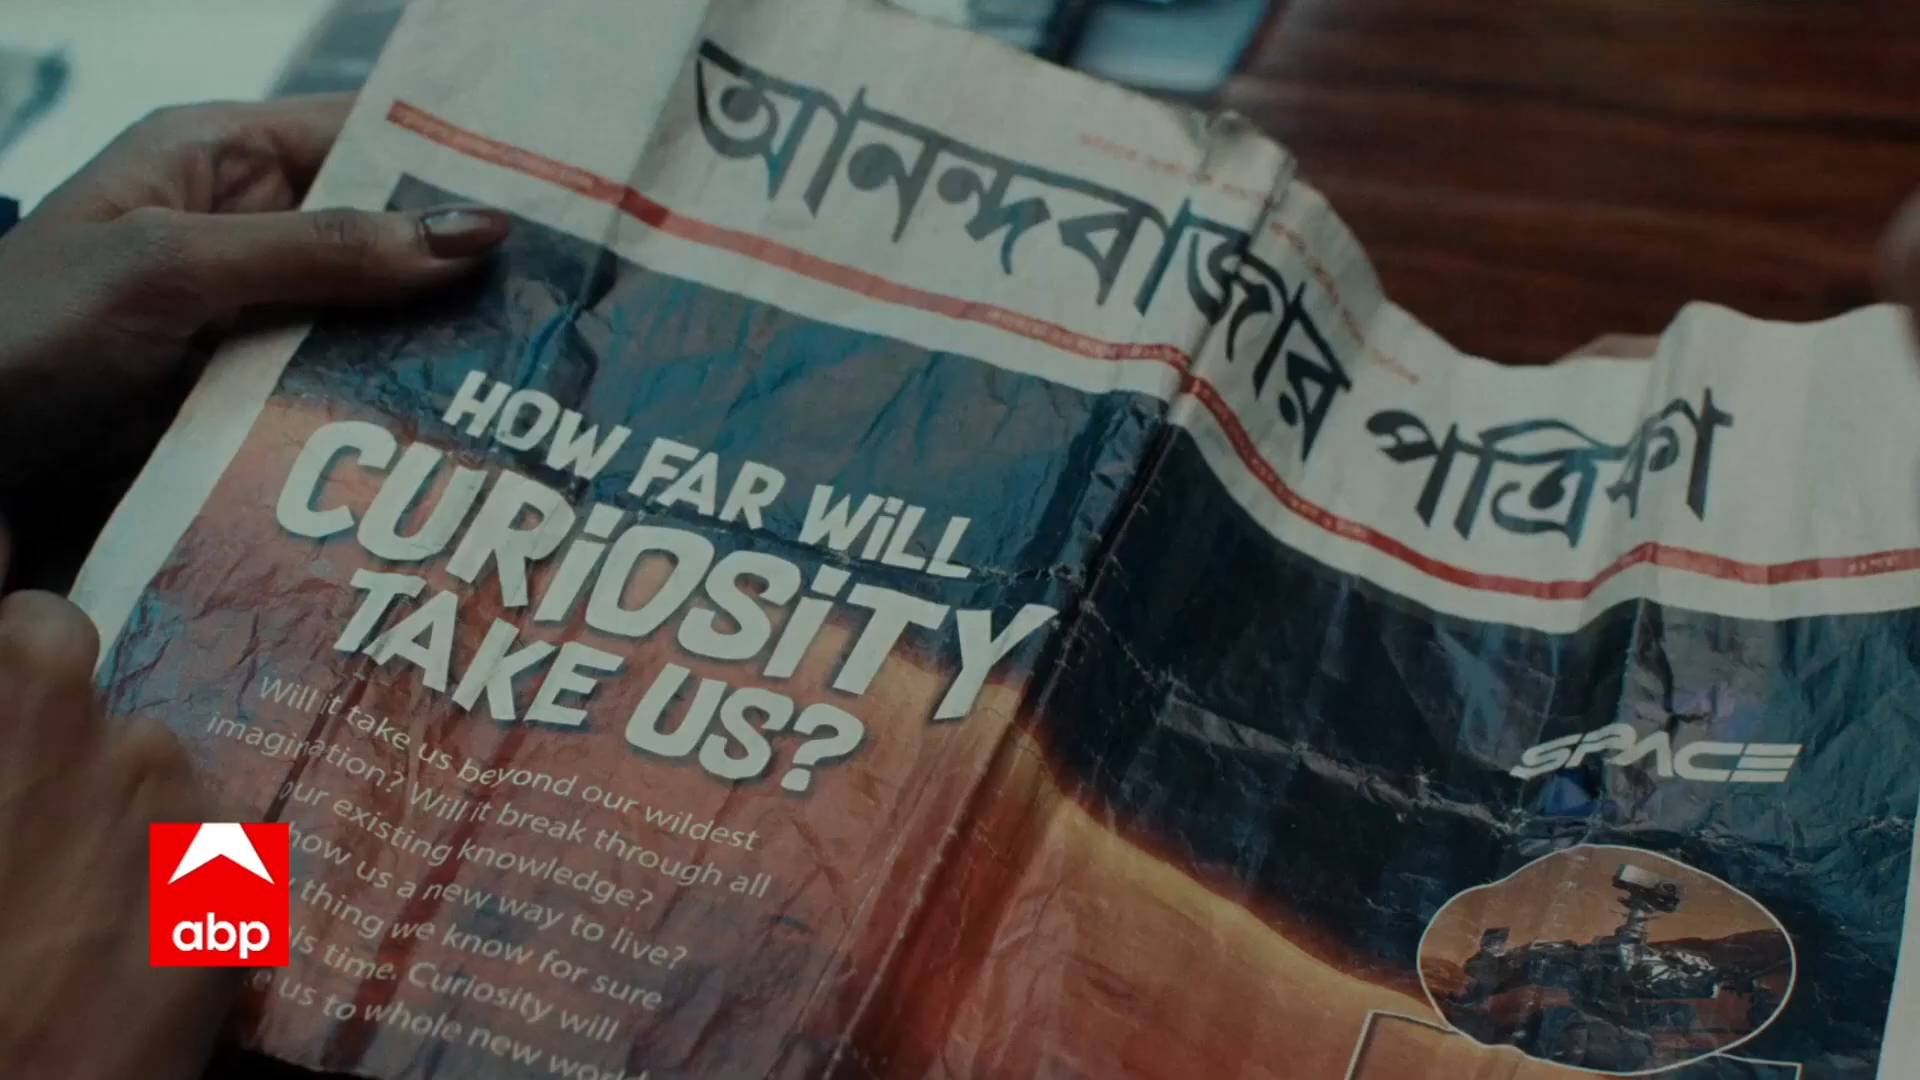 আনন্দবাজার পত্রিকা
HOW FAR WiLL
CURiOSiTY
TAKE US?
Will it take us beyond our wildest
imagination? Will it break through all
our existing knowledge?
how us a new way to live?
thing we know for sure
is time. Curiosity will
us to whole new world
SPACE
abp